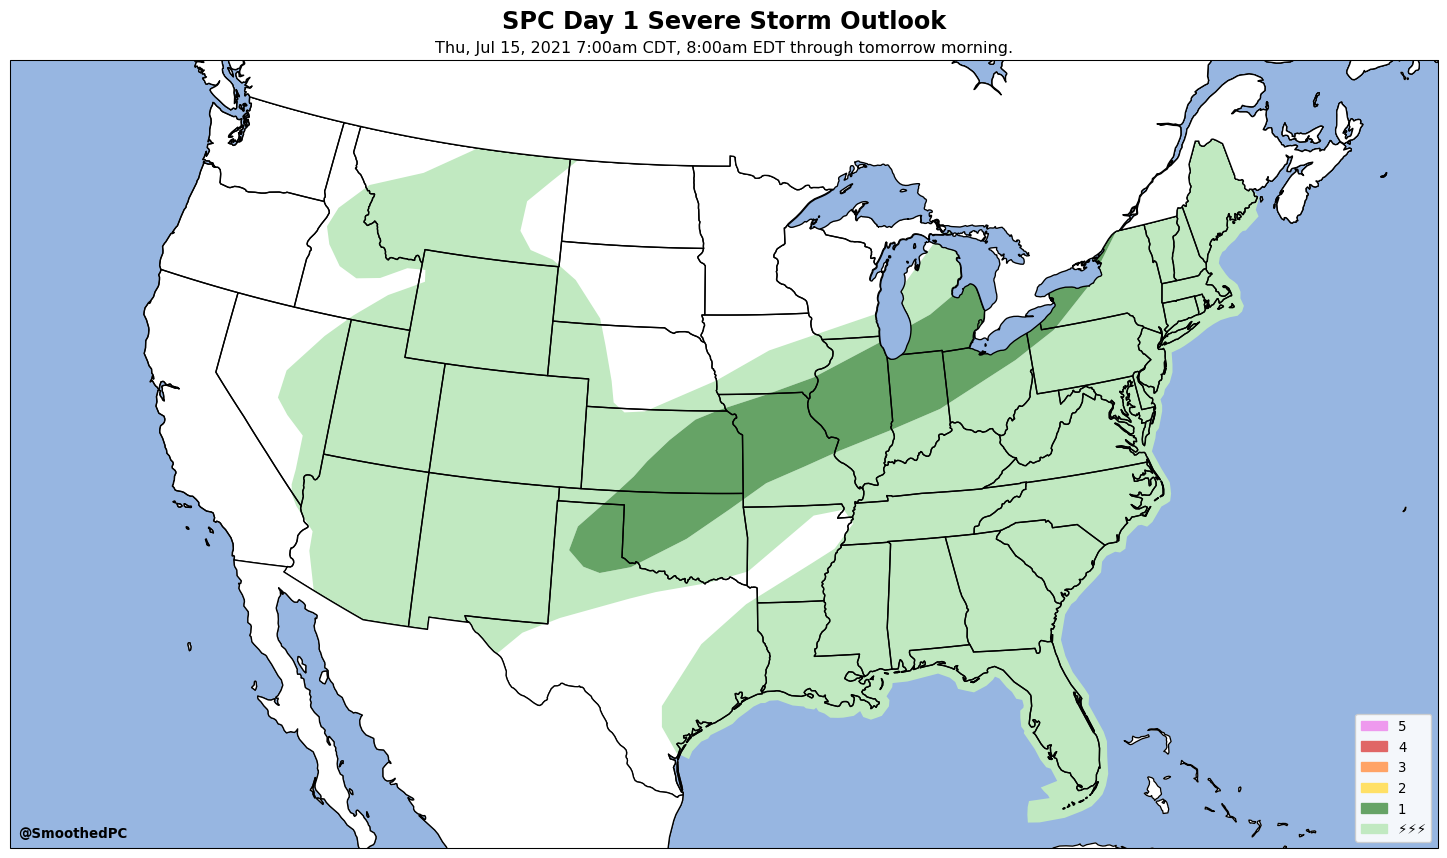 SPC Day 1 Severe Storm Outlook
Thu, Jul 15, 2021 7:00am CDT, 8:00am EDT through tomorrow morning.
5
4
3
2
1
⚡⚡⚡
@SmoothedPC